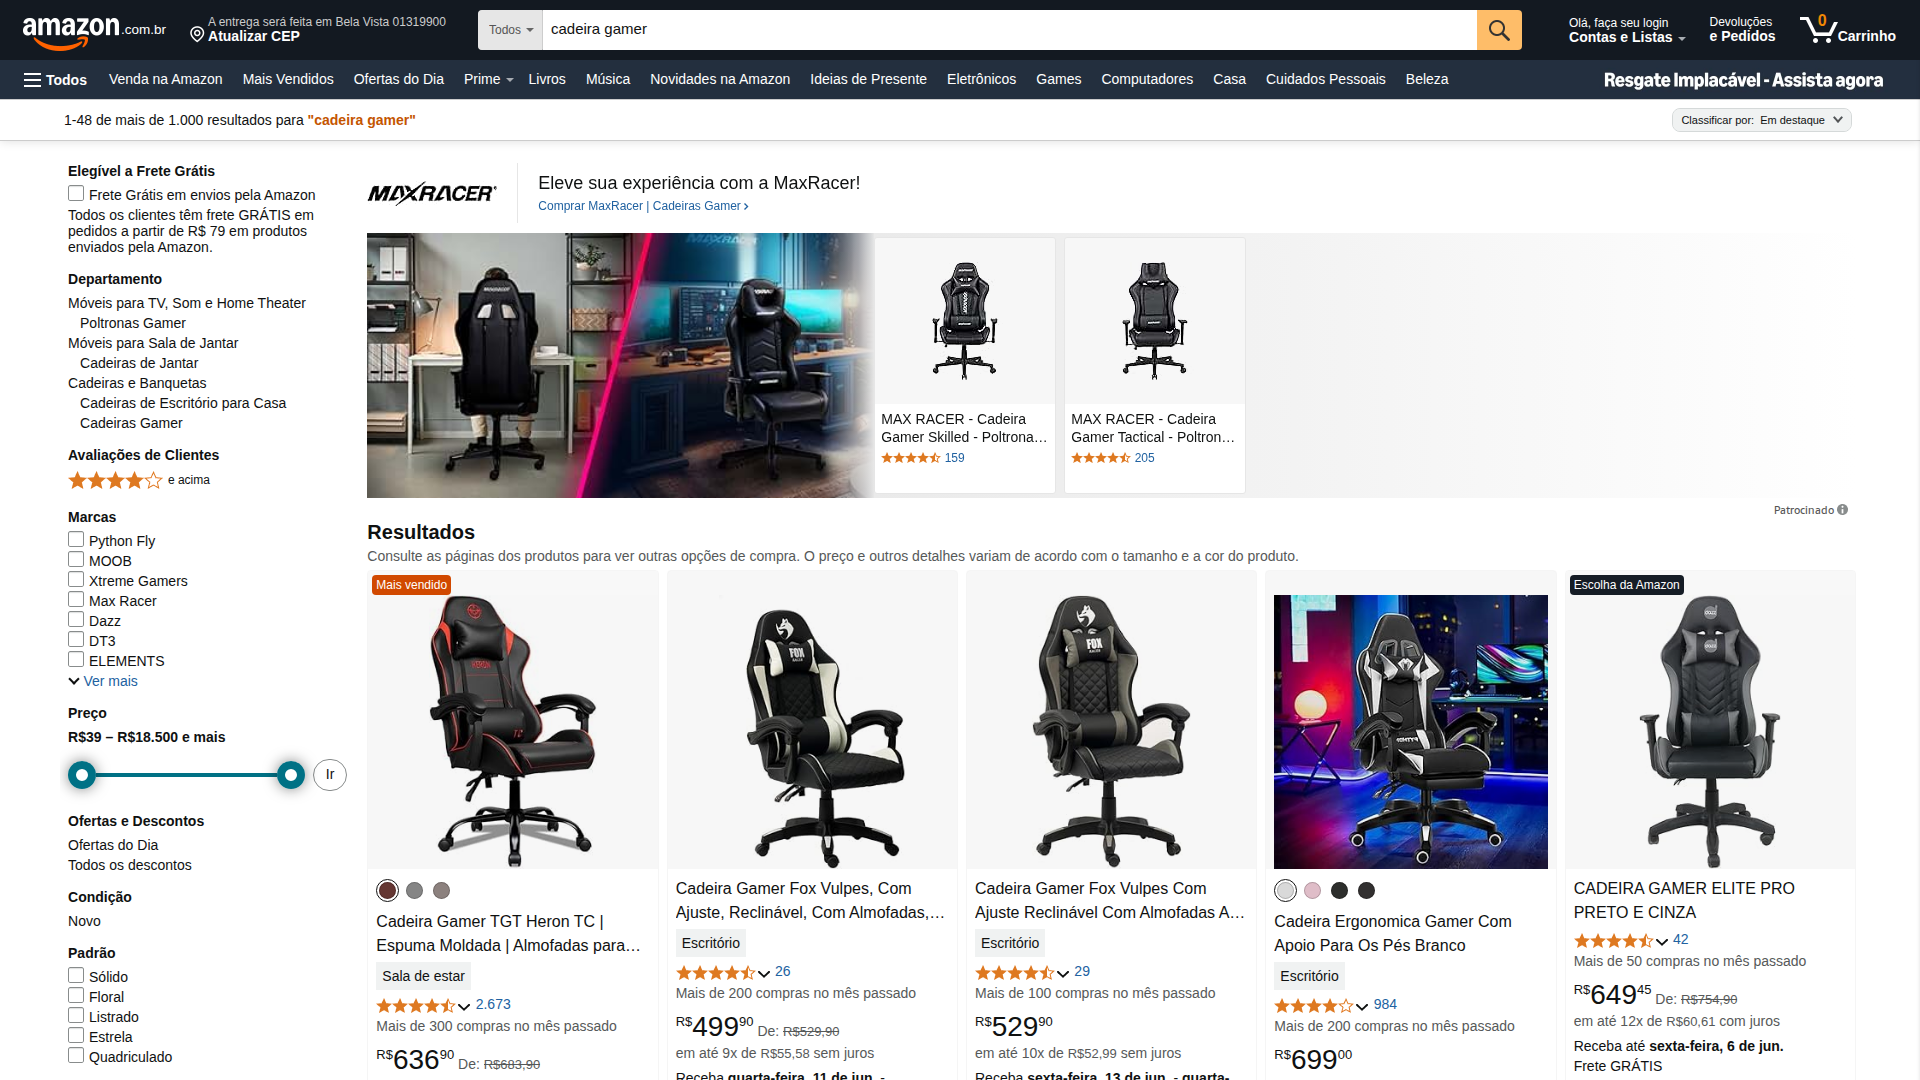 amazon.com.br
A entrega será feita em Bela Vista 01319900
Atualizar CEP
Todos
cadeira gamer
Olá, faça seu login
Contas e Listas
Devoluções
e Pedidos
0
Carrinho
Todos
Venda na Amazon
Mais Vendidos
Ofertas do Dia
Prime
Livros
Música
Novidades na Amazon
Ideias de Presente
Eletrônicos
Games
Computadores
Casa
Cuidados Pessoais
Beleza
Resgate Implacável - Assista agora
1-48 de mais de 1.000 resultados para "cadeira gamer"
Classificar por: Em destaque
Elegível a Frete Grátis
Frete Grátis em envios pela Amazon
Todos os clientes têm frete GRÁTIS em
pedidos a partir de R$ 79 em produtos
enviados pela Amazon.
Departamento
Móveis para TV, Som e Home Theater
Poltronas Gamer
Móveis para Sala de Jantar
Cadeiras de Jantar
Cadeiras e Banquetas
Cadeiras de Escritório para Casa
Cadeiras Gamer
Avaliações de Clientes
e acima
Marcas
Python Fly
MOOB
Xtreme Gamers
Max Racer
Dazz
DT3
ELEMENTS
Ver mais
Preço
R$39 – R$18.500 e mais
Ir
Ofertas e Descontos
Ofertas do Dia
Todos os descontos
Condição
Novo
Padrão
Sólido
Floral
Listrado
Estrela
Quadriculado
MAXRACER
Eleve sua experiência com a MaxRacer!
Comprar MaxRacer | Cadeiras Gamer
MAX RACER - Cadeira
Gamer Skilled - Poltrona…
159
MAX RACER - Cadeira
Gamer Tactical - Poltron…
205
Patrocinado
Resultados
Consulte as páginas dos produtos para ver outras opções de compra. O preço e outros detalhes variam de acordo com o tamanho e a cor do produto.
Mais vendido
Cadeira Gamer TGT Heron TC |
Espuma Moldada | Almofadas para…
Sala de estar
2.673
Mais de 300 compras no mês passado
R$63690 De: R$683,90
FOX
Cadeira Gamer Fox Vulpes, Com
Ajuste, Reclinável, Com Almofadas,…
Escritório
26
Mais de 200 compras no mês passado
R$49990 De: R$529,90
em até 9x de R$55,58 sem juros
Receba quarta-feira, 11 de jun. -
FOX
Cadeira Gamer Fox Vulpes Com
Ajuste Reclinável Com Almofadas A…
Escritório
29
Mais de 100 compras no mês passado
R$52990
em até 10x de R$52,99 sem juros
Receba sexta-feira, 13 de jun. - quarta-
Cadeira Ergonomica Gamer Com
Apoio Para Os Pés Branco
Escritório
984
Mais de 200 compras no mês passado
R$69900
Escolha da Amazon
CADEIRA GAMER ELITE PRO
PRETO E CINZA
42
Mais de 50 compras no mês passado
R$64945 De: R$754,90
em até 12x de R$60,61 com juros
Receba até sexta-feira, 6 de jun.
Frete GRÁTIS